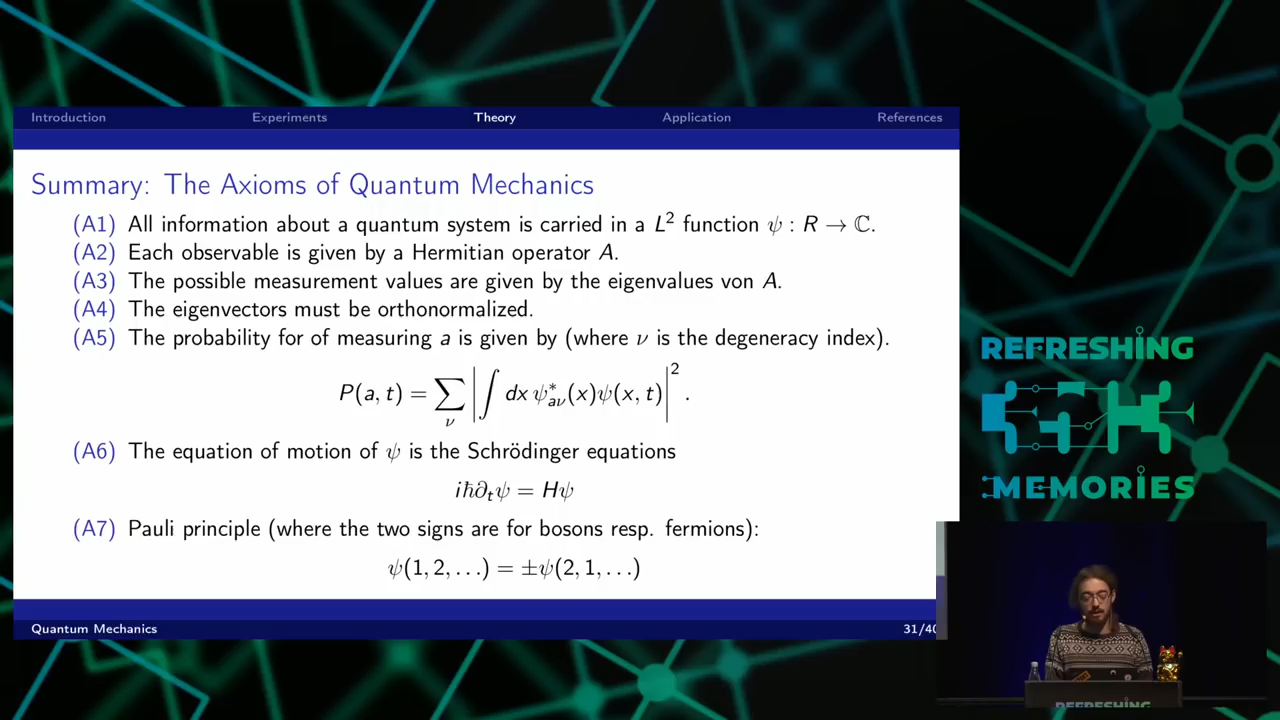 Introduction Experiments Theory Application References
Summary: The Axioms of Quantum Mechanics
(A1) All information about a quantum system is carried in a L² function ψ : R → ℂ.
(A2) Each observable is given by a Hermitian operator A.
(A3) The possible measurement values are given by the eigenvalues von A.
(A4) The eigenvectors must be orthonormalized.
(A5) The probability for of measuring a is given by (where ν is the degeneracy index).
P(a, t) = ∑_ν |∫ dx ψ*_{aν}(x)ψ(x, t)|².
(A6) The equation of motion of ψ is the Schrödinger equations
iℏ∂_tψ = Hψ
(A7) Pauli principle (where the two signs are for bosons resp. fermions):
ψ(1, 2, …) = ±ψ(2, 1, …)
Quantum Mechanics 31/40
REFRESHING
MEMORIES
REFRESHING